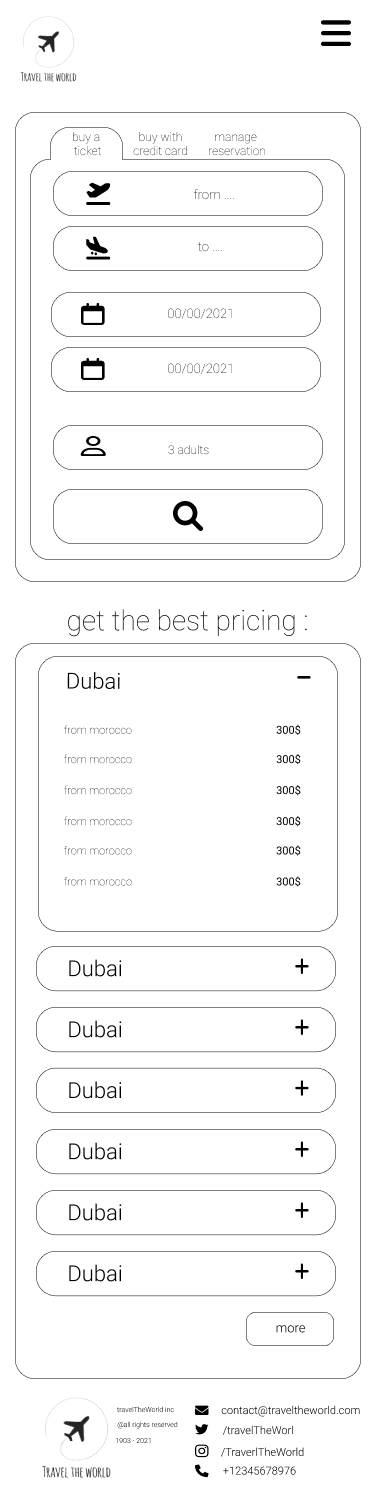 TRAVEL THE WORLD
buy a
ticket
buy with
credit card
manage
reservation
from ....
to ....
00/00/2021
00/00/2021
3 adults
get the best pricing :
Dubai
from morocco 300$
from morocco 300$
from morocco 300$
from morocco 300$
from morocco 300$
from morocco 300$
Dubai
Dubai
Dubai
Dubai
Dubai
Dubai
more
TRAVEL THE WORLD
travelTheWorld inc
@all rights reserved
1903 - 2021
contact@traveltheworld.com
/travelTheWorl
/TraverlTheWorld
+12345678976